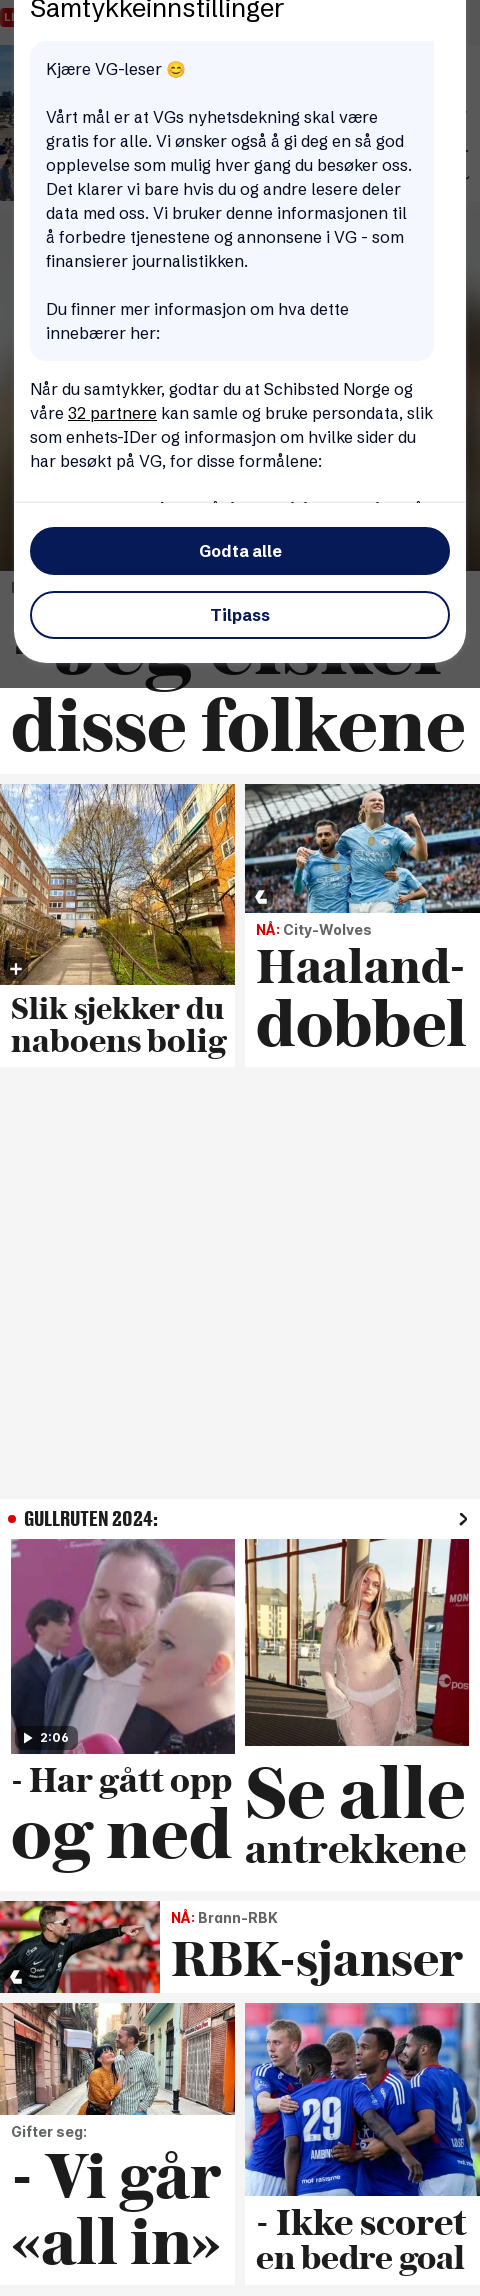 Samtykkeinnstillinger
Kjære VG-leser 😊
Vårt mål er at VGs nyhetsdekning skal være
gratis for alle. Vi ønsker også å gi deg en så god
opplevelse som mulig hver gang du besøker oss.
Det klarer vi bare hvis du og andre lesere deler
data med oss. Vi bruker denne informasjonen til
å forbedre tjenestene og annonsene i VG - som
finansierer journalistikken.
Du finner mer informasjon om hva dette
innebærer her:
Når du samtykker, godtar du at Schibsted Norge og
våre 32 partnere kan samle og bruke persondata, slik
som enhets-IDer og informasjon om hvilke sider du
har besøkt på VG, for disse formålene:
Godta alle
Tilpass
disse folkene
Slik sjekker du
naboens bolig
NÅ: City-Wolves
Haaland-
dobbel
GULLRUTEN 2024:
2:06
- Har gått opp
og ned
Se alle
antrekkene
NÅ: Brann-RBK
RBK-sjanser
Gifter seg:
- Vi går
«all in»
29
4
- Ikke scoret
en bedre goal